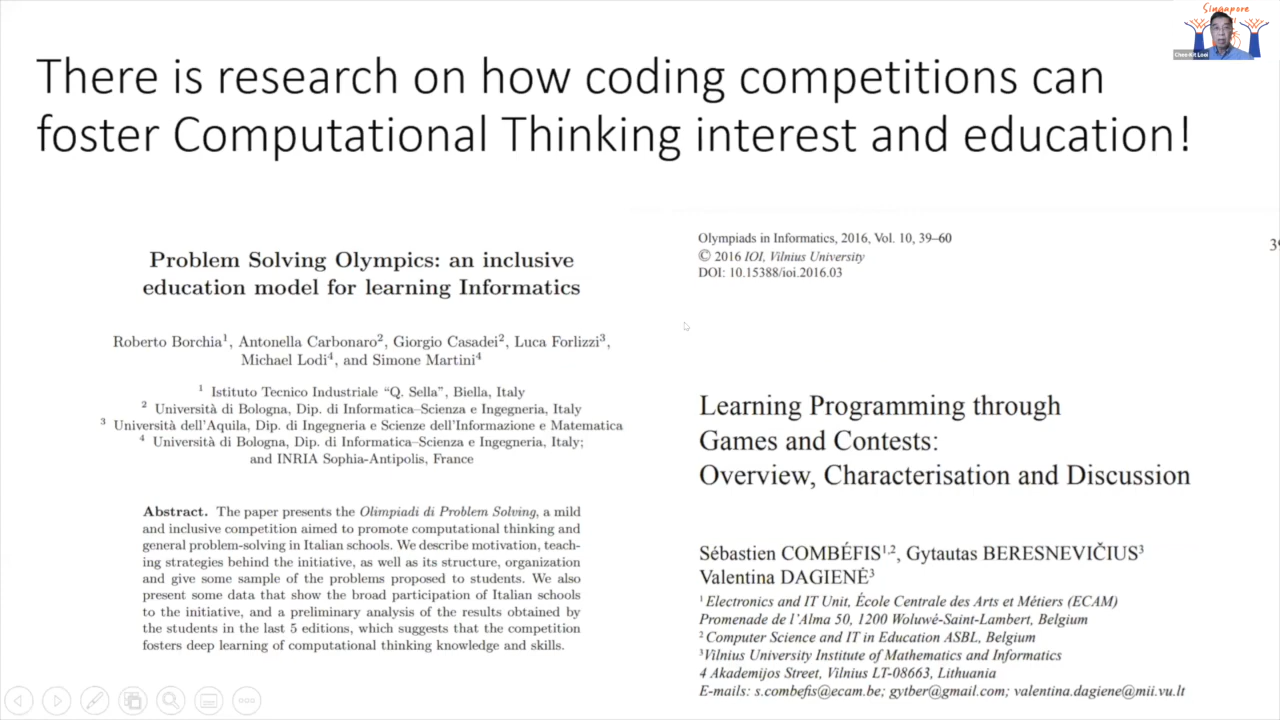 Singapore
Chee-Kit Looi
There is research on how coding competitions can
foster Computational Thinking interest and education!
Problem Solving Olympics: an inclusive
education model for learning Informatics
Roberto Borchia¹, Antonella Carbonaro², Giorgio Casadei², Luca Forlizzi³,
Michael Lodi⁴, and Simone Martini⁴
¹ Istituto Tecnico Industriale “Q. Sella”, Biella, Italy
² Università di Bologna, Dip. di Informatica–Scienza e Ingegneria, Italy
³ Università dell’Aquila, Dip. di Ingegneria e Scienze dell’Informazione e Matematica
⁴ Università di Bologna, Dip. di Informatica–Scienza e Ingegneria, Italy;
and INRIA Sophia-Antipolis, France
Abstract. The paper presents the Olimpiadi di Problem Solving, a mild
and inclusive competition aimed to promote computational thinking and
general problem-solving in Italian schools. We describe motivation, teach-
ing strategies behind the initiative, as well as its structure, organization
and give some sample of the problems proposed to students. We also
present some data that show the broad participation of Italian schools
to the initiative, and a preliminary analysis of the results obtained by
the students in the last 5 editions, which suggests that the competition
fosters deep learning of computational thinking knowledge and skills.
Olympiads in Informatics, 2016, Vol. 10, 39–60
© 2016 IOI, Vilnius University
DOI: 10.15388/ioi.2016.03
39
Learning Programming through
Games and Contests:
Overview, Characterisation and Discussion
Sébastien COMBÉFIS¹,², Gytautas BERESNEVIČIUS³
Valentina DAGIENĖ³
¹ Electronics and IT Unit, École Centrale des Arts et Métiers (ECAM)
Promenade de l’Alma 50, 1200 Woluwé-Saint-Lambert, Belgium
² Computer Science and IT in Education ASBL, Belgium
³ Vilnius University Institute of Mathematics and Informatics
4 Akademijos Street, Vilnius LT-08663, Lithuania
E-mails: s.combefis@ecam.be; gytber@gmail.com; valentina.dagiene@mii.vu.lt